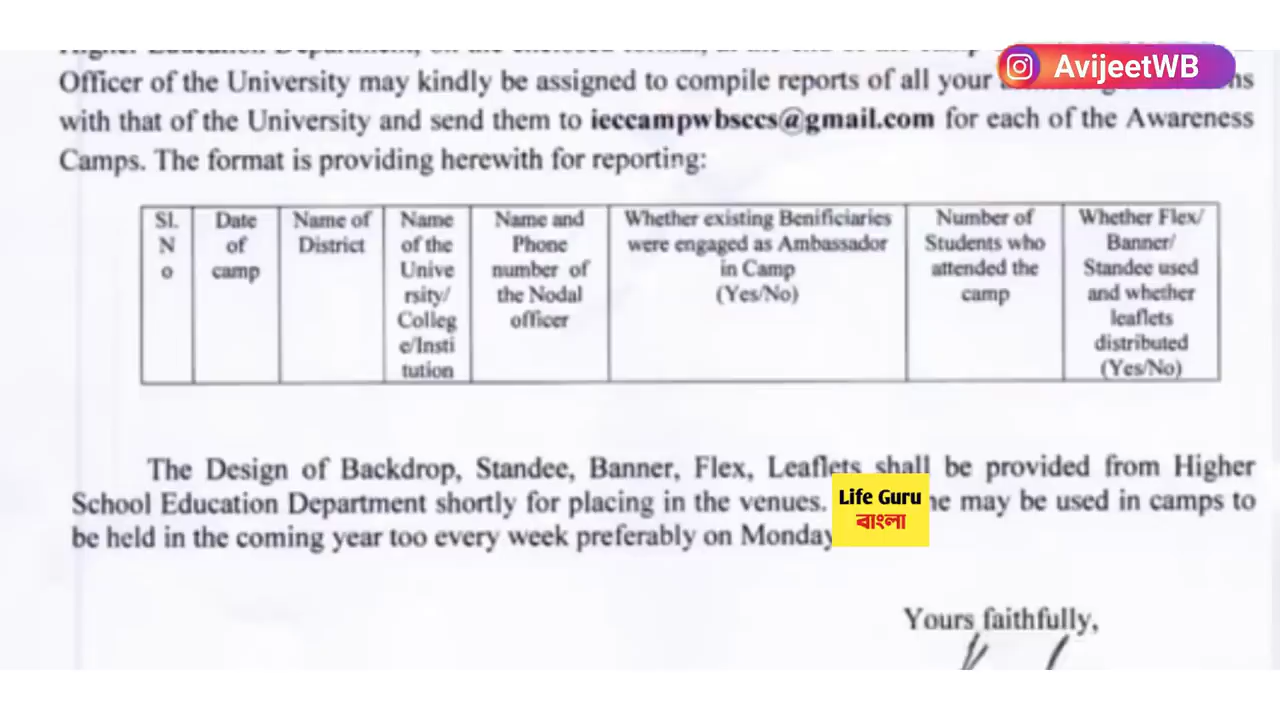 AvijeetWB
Officer of the University may kindly be assigned to compile reports of all your
with that of the University and send them to ieccampwbsccs@gmail.com for each of the Awareness
Camps. The format is providing herewith for reporting:
Sl. N o
Date of camp
Name of District
Name of the Unive rsity/ Colleg e/Insti tution
Name and Phone number of the Nodal officer
Whether existing Benificiaries were engaged as Ambassador in Camp (Yes/No)
Number of Students who attended the camp
Whether Flex/ Banner/ Standee used and whether leaflets distributed (Yes/No)
The Design of Backdrop, Standee, Banner, Flex, Leaflets shall be provided from Higher
School Education Department shortly for placing in the venues. may be used in camps to
be held in the coming year too every week preferably on Monday
Life Guru
বাংলা
Yours faithfully,